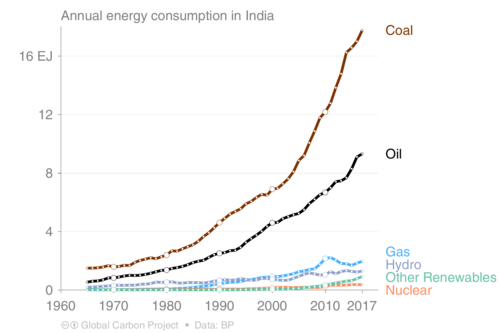 Annual energy consumption in India
Coal
16 EJ
12
Oil
8
4
Gas
Hydro
Other Renewables
Nuclear
0
1960 1970 1980 1990 2000 2010 2017
Global Carbon Project • Data: BP